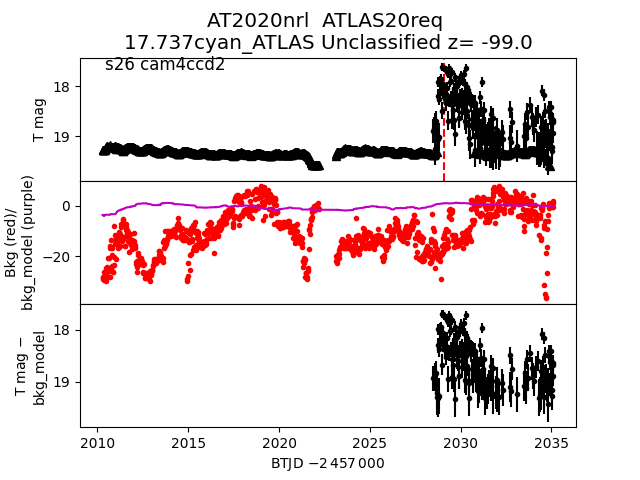 AT2020nrl  ATLAS20req
17.737cyan_ATLAS Unclassified z= -99.0
s26 cam4ccd2
18
19
T mag
0
−20
Bkg (red)/
bkg_model (purple)
18
19
T mag −
bkg_model
2010 2015 2020 2025 2030 2035
BTJD −2 457 000